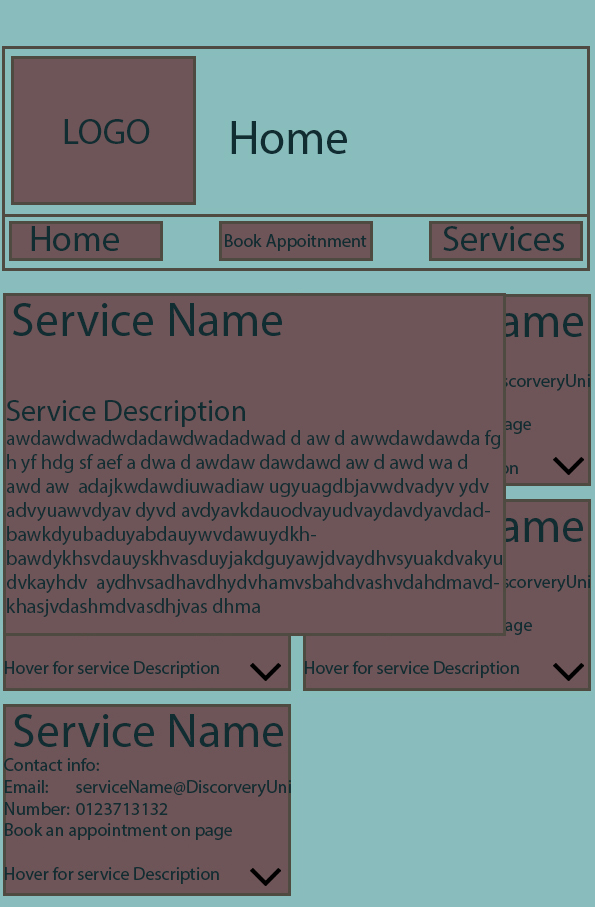 LOGO
Home
Home
Book Appoitnment
Services
Service Name
ame
scorveryUni
age
on
Service Description
awdawdwadwdadawdwadadwad d aw d awwdawdawda fg
h yf hdg sf aef a dwa d awdaw dawdawd aw d awd wa d
awd aw  adajkwdawdiuwadiaw ugyuagdbjavwdvadyv ydv
advyuawvdyav dyvd avdyavkdauodvayudvaydavdyavdad-
bawkdyubaduyabdauywvdawuydkh-
bawdykhsvdauyskhvasduyjakdguyawjdvaydhvsyuakdvakyu
dvkayhdv  aydhvsadhavdhydvhamvsbahdvashvdahdmavd-
khasjvdashmdvasdhjvas dhma
ame
scorveryUni
age
Hover for service Description
Hover for service Description
Service Name
Contact info:
Email: serviceName@DiscorveryUni
Number: 0123713132
Book an appointment on page
Hover for service Description